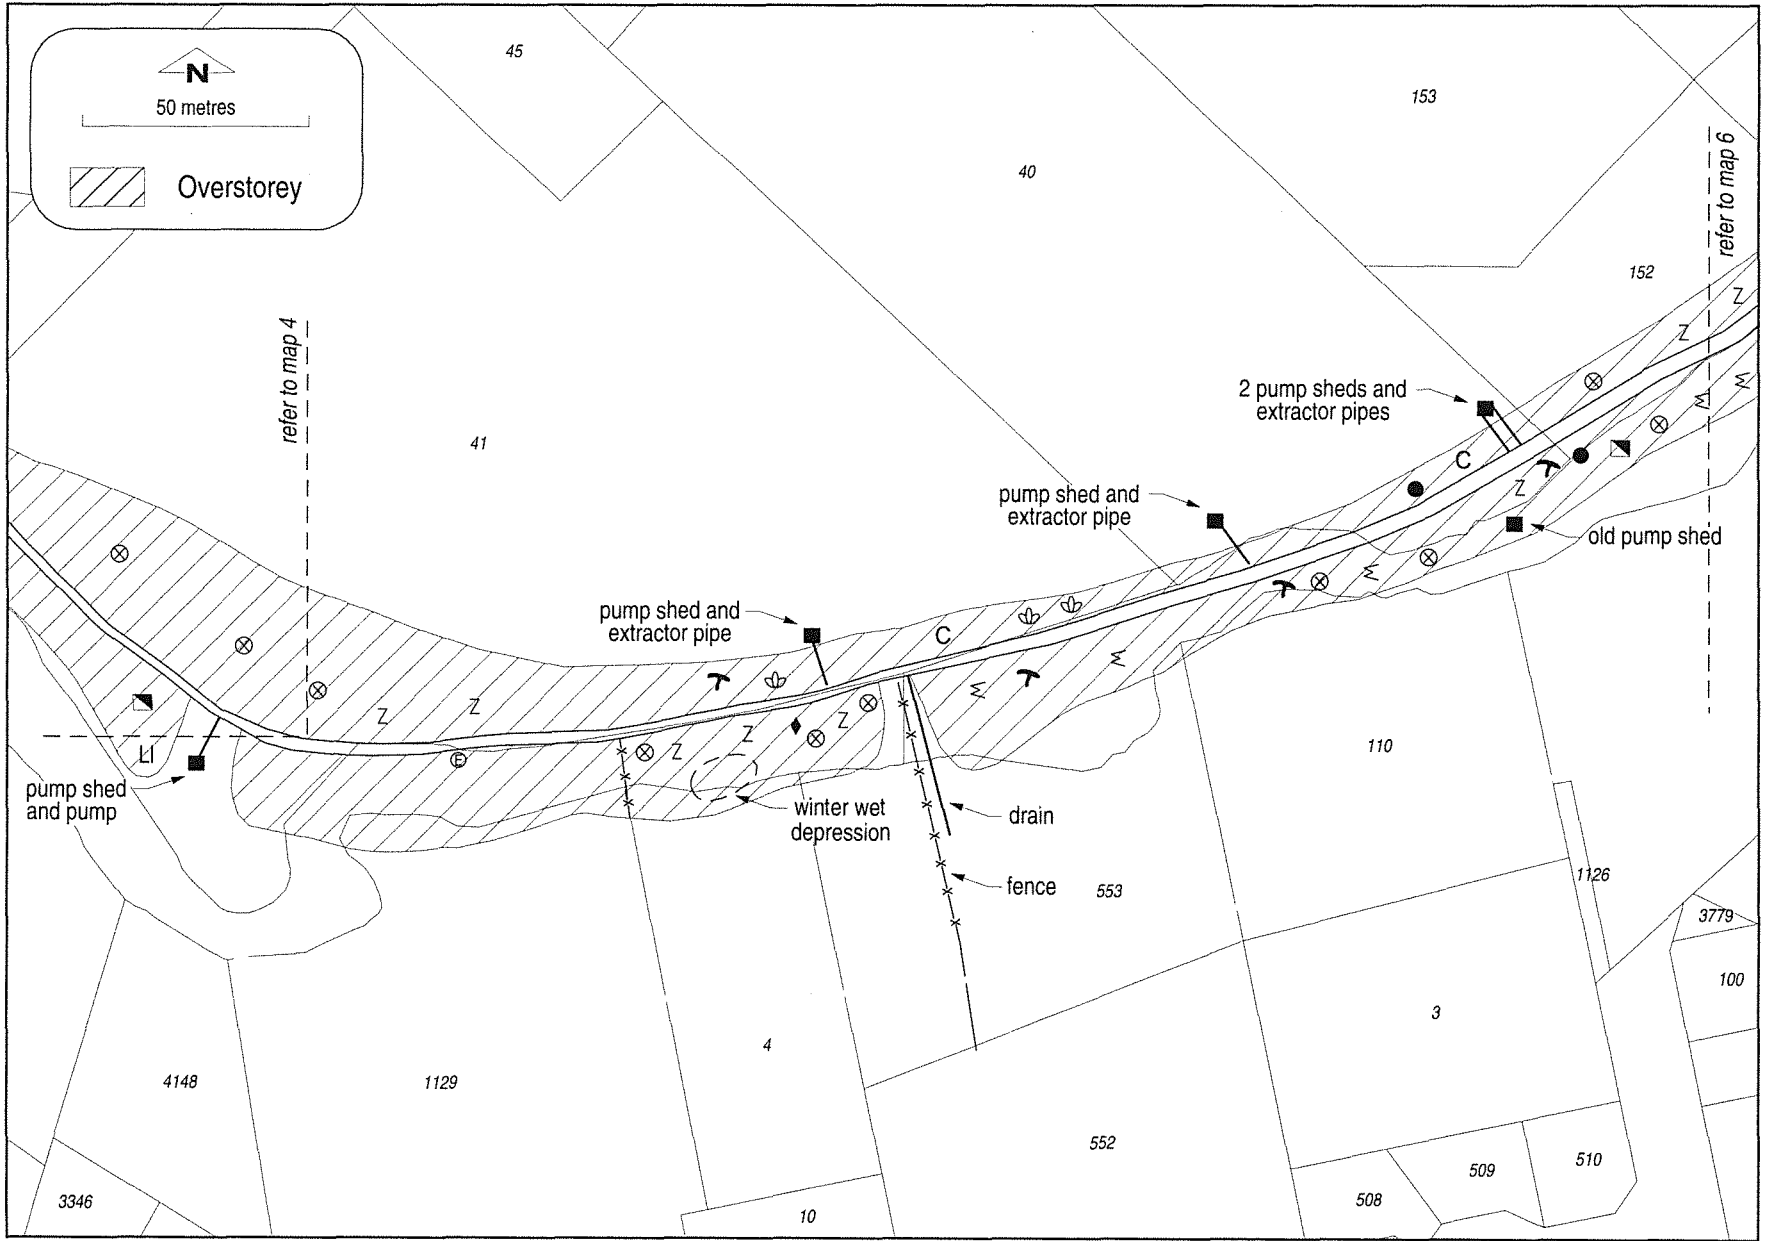 N
50 metres
Overstorey
45
40
153
152
refer to map 6
refer to map 4
41
2 pump sheds and
extractor pipes
C
Z
Z
pump shed and
extractor pipe
Z
old pump shed
pump shed and
extractor pipe
C
Z
Z
Z
Z
Z
E
LI
pump shed
and pump
winter wet
depression
drain
fence
110
553
1126
3779
100
3
4
4148
1129
552
3346
10
508
509
510